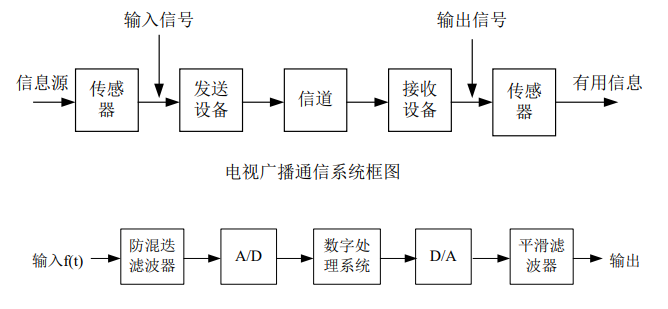 输入信号
输出信号
信息源
传感
器
发送
设备
信道
接收
设备
传感
器
有用信息
电视广播通信系统框图
输入f(t)
防混迭
滤波器
A/D
数字处
理系统
D/A
平滑滤
波器
输出